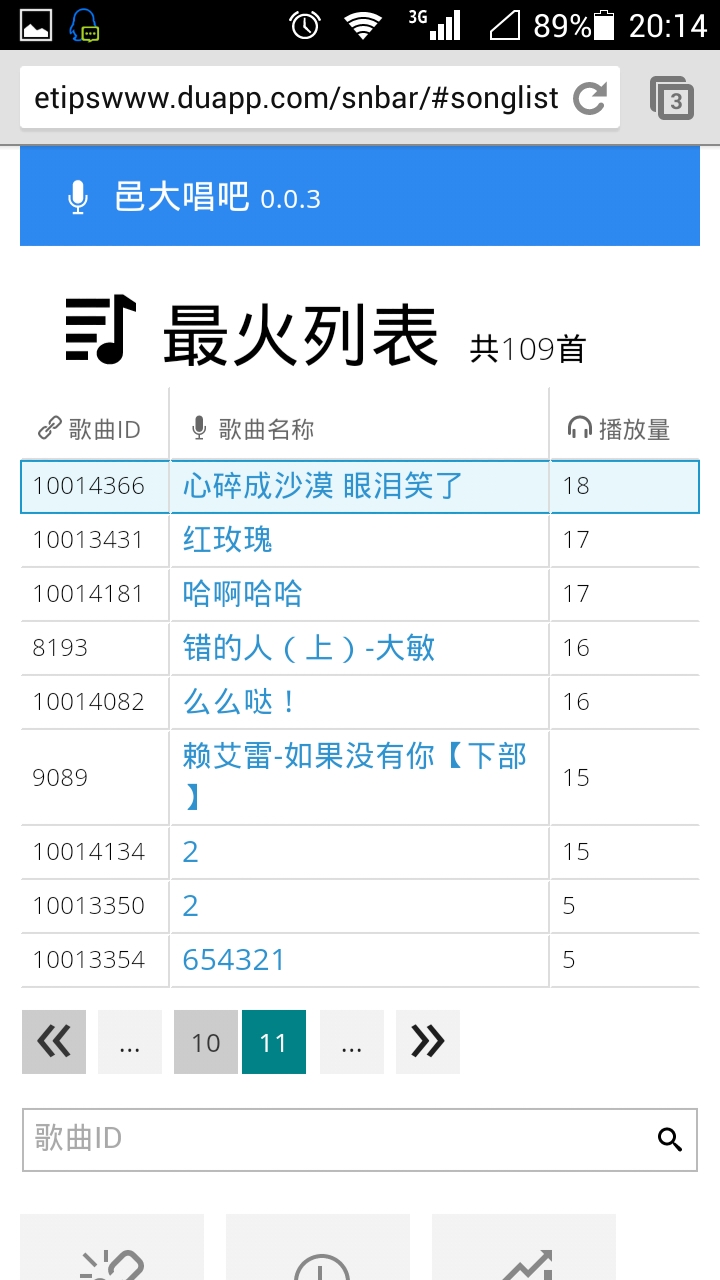 3G 89% 20:14
etipswww.duapp.com/snbar/#songlist 3
邑大唱吧 0.0.3
最火列表 共109首
歌曲ID 歌曲名称 播放量
10014366 心碎成沙漠 眼泪笑了 18
10013431 红玫瑰 17
10014181 哈啊哈哈 17
8193 错的人（上）-大敏 16
10014082 么么哒！ 16
9089 赖艾雷-如果没有你【下部 15
】
10014134 2 15
10013350 2 5
10013354 654321 5
... 10 11 ...
歌曲ID